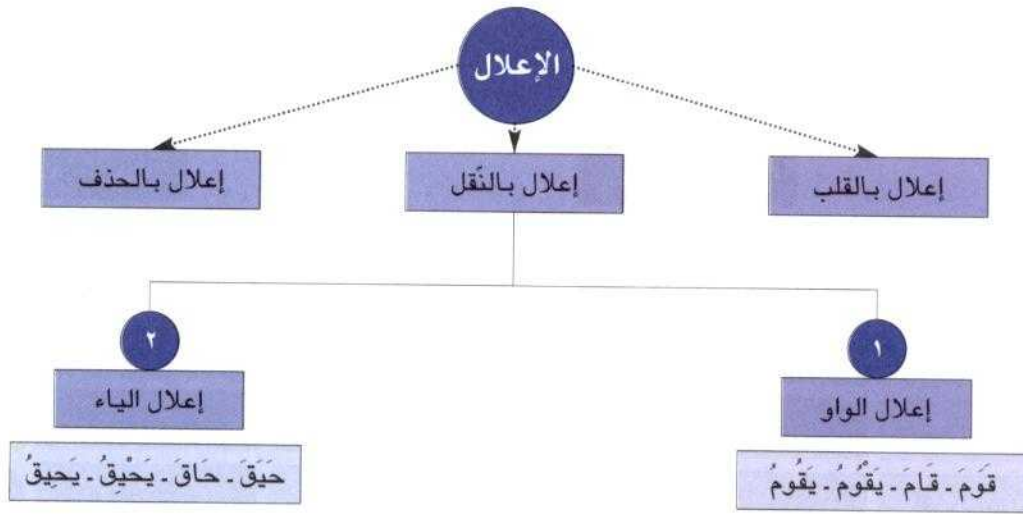 الإعلال
إعلال بالقلب
إعلال بالنّقل
إعلال بالحذف
١
إعلال الواو
قَوَمَ ـ قَامَ ـ يَقْوُمُ ـ يَقُومُ
٢
إعلال الياء
حَيَقَ ـ حَاقَ ـ يَحْيِقُ ـ يَحِيقُ